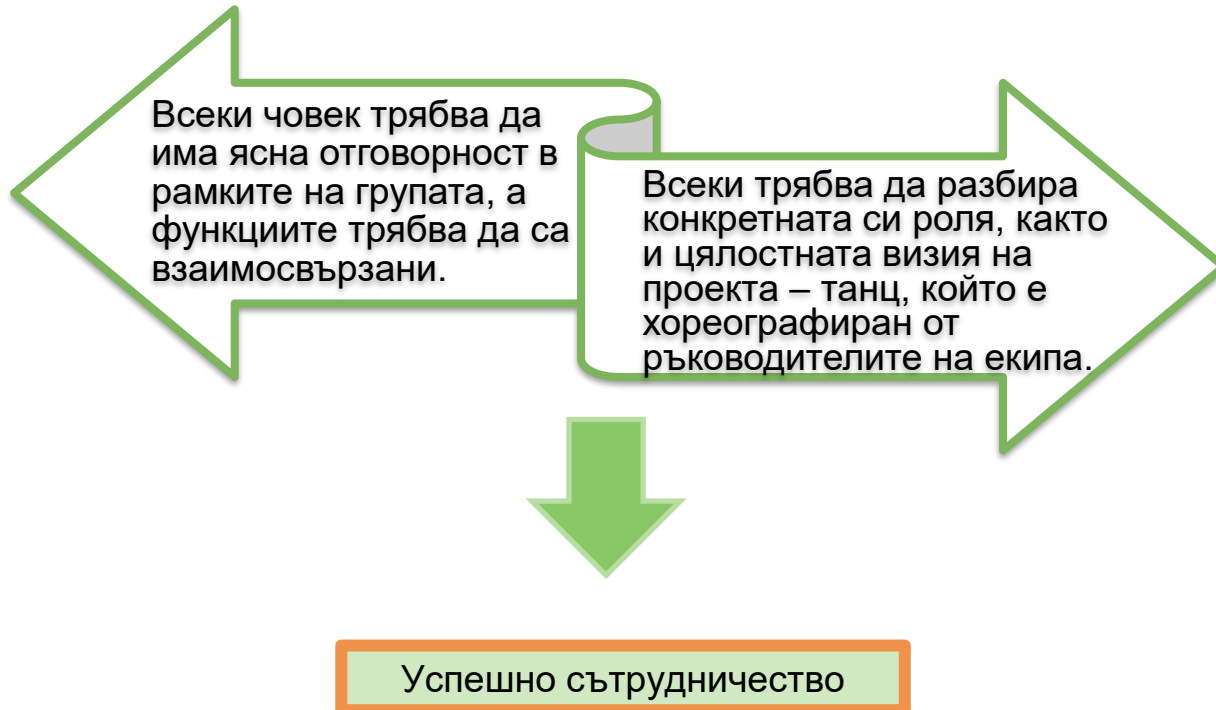 Всеки човек трябва да
има ясна отговорност в
рамките на групата, а
функциите трябва да са
взаимосвързани.
Всеки трябва да разбира
конкретната си роля, както
и цялостната визия на
проекта – танц, който е
хореографиран от
ръководителите на екипа.
Успешно сътрудничество